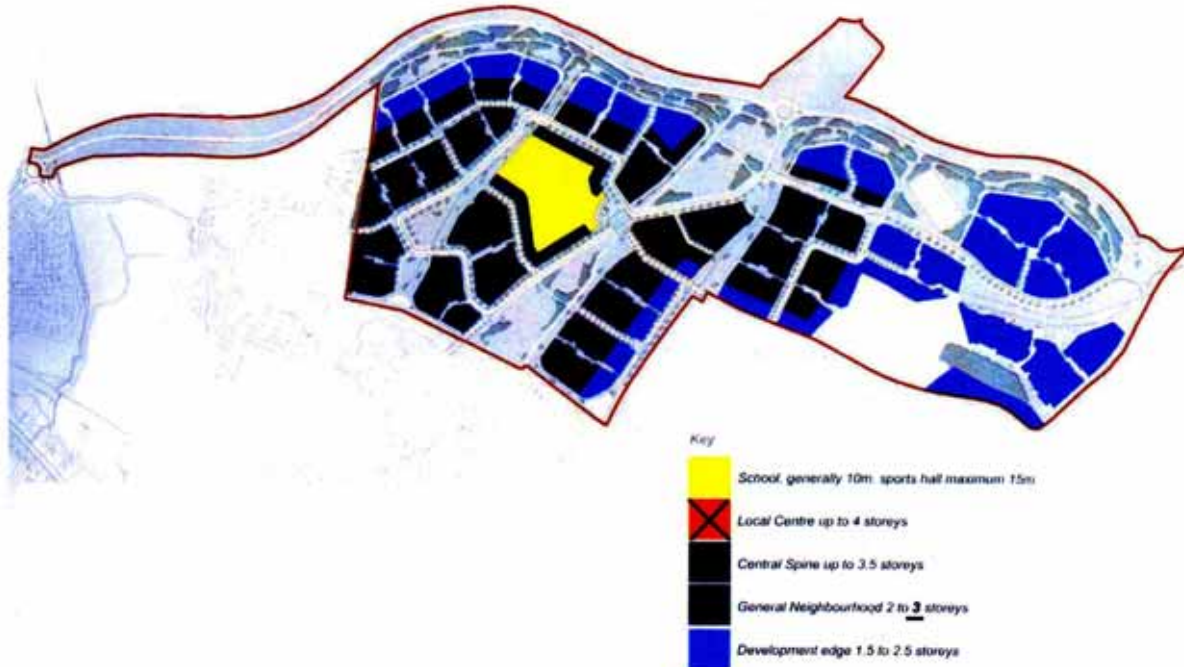 Key
School, generally 10m: sports hall maximum 15m
Local Centre up to 4 storeys
Central Spine up to 3.5 storeys
General Neighbourhood 2 to 3 storeys
Development edge 1.5 to 2.5 storeys